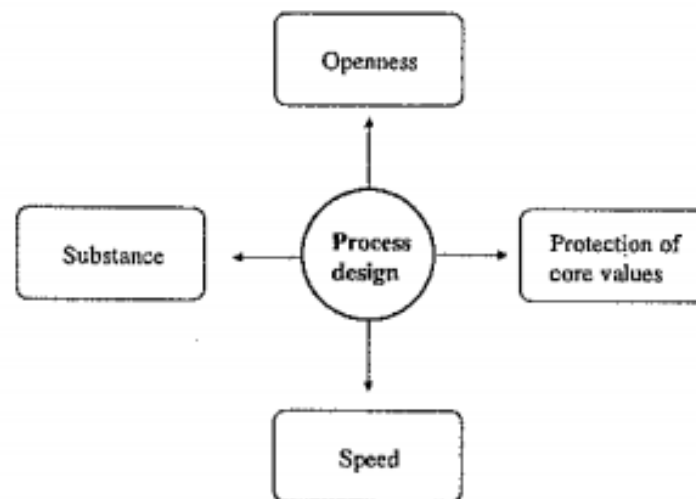 Openness
Substance
Process
design
Protection of
core values
Speed